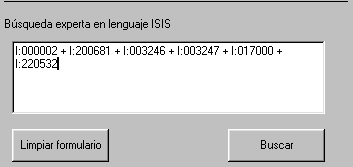 Búsqueda experta en lenguaje ISIS
I:000002 + I:200681 + I:003246 + I:003247 + I:017000 +
I:220532
Limpiar formulario
Buscar